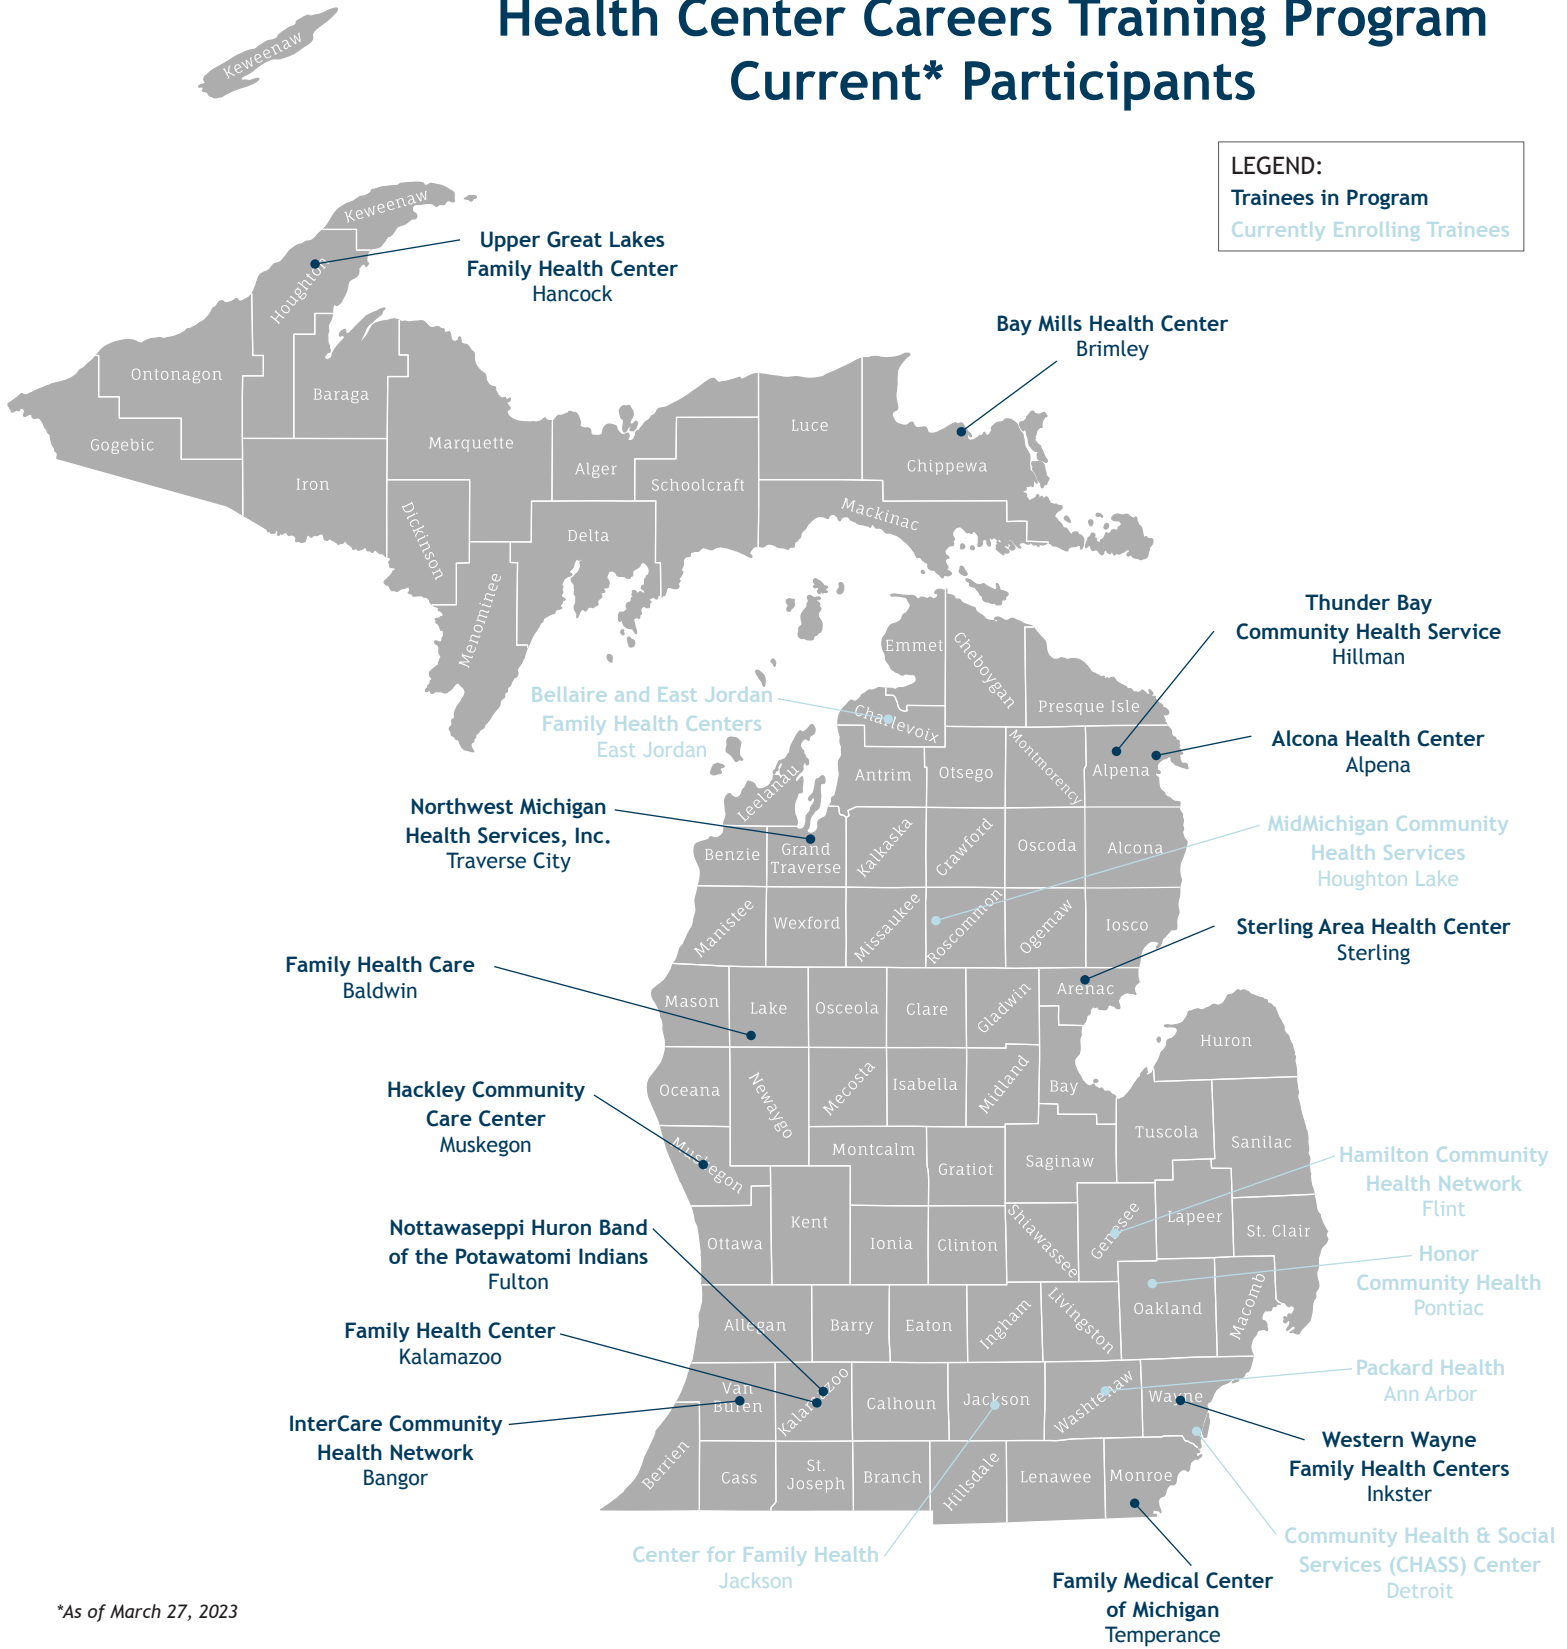 Health Center Careers Training Program
Current* Participants
LEGEND:
Trainees in Program
Currently Enrolling Trainees
Keweenaw
Keweenaw
Houghton
Ontonagon
Baraga
Gogebic
Marquette
Iron
Dickinson
Menominee
Alger
Delta
Schoolcraft
Luce
Chippewa
Mackinac
Upper Great Lakes
Family Health Center
Hancock
Bay Mills Health Center
Brimley
Thunder Bay
Community Health Service
Hillman
Bellaire and East Jordan
Family Health Centers
East Jordan
Alcona Health Center
Alpena
Northwest Michigan
Health Services, Inc.
Traverse City
MidMichigan Community
Health Services
Houghton Lake
Sterling Area Health Center
Sterling
Family Health Care
Baldwin
Hackley Community
Care Center
Muskegon
Hamilton Community
Health Network
Flint
Nottawaseppi Huron Band
of the Potawatomi Indians
Fulton
Honor
Community Health
Pontiac
Family Health Center
Kalamazoo
Packard Health
Ann Arbor
InterCare Community
Health Network
Bangor
Western Wayne
Family Health Centers
Inkster
Center for Family Health
Jackson
Community Health & Social
Services (CHASS) Center
Detroit
Family Medical Center
of Michigan
Temperance
Emmet
Cheboygan
Presque Isle
Charlevoix
Leelanau
Antrim
Otsego
Montmorency
Alpena
Benzie
Grand
Traverse
Kalkaska
Crawford
Oscoda
Alcona
Manistee
Wexford
Missaukee
Roscommon
Ogemaw
Iosco
Mason
Lake
Osceola
Clare
Gladwin
Arenac
Huron
Oceana
Newaygo
Mecosta
Isabella
Midland
Bay
Tuscola
Sanilac
Muskegon
Montcalm
Gratiot
Saginaw
Ottawa
Kent
Ionia
Clinton
Shiawassee
Genesee
Lapeer
St. Clair
Allegan
Barry
Eaton
Ingham
Livingston
Oakland
Macomb
Van
Buren
Kalamazoo
Calhoun
Jackson
Washtenaw
Wayne
Berrien
Cass
St.
Joseph
Branch
Hillsdale
Lenawee
Monroe
*As of March 27, 2023